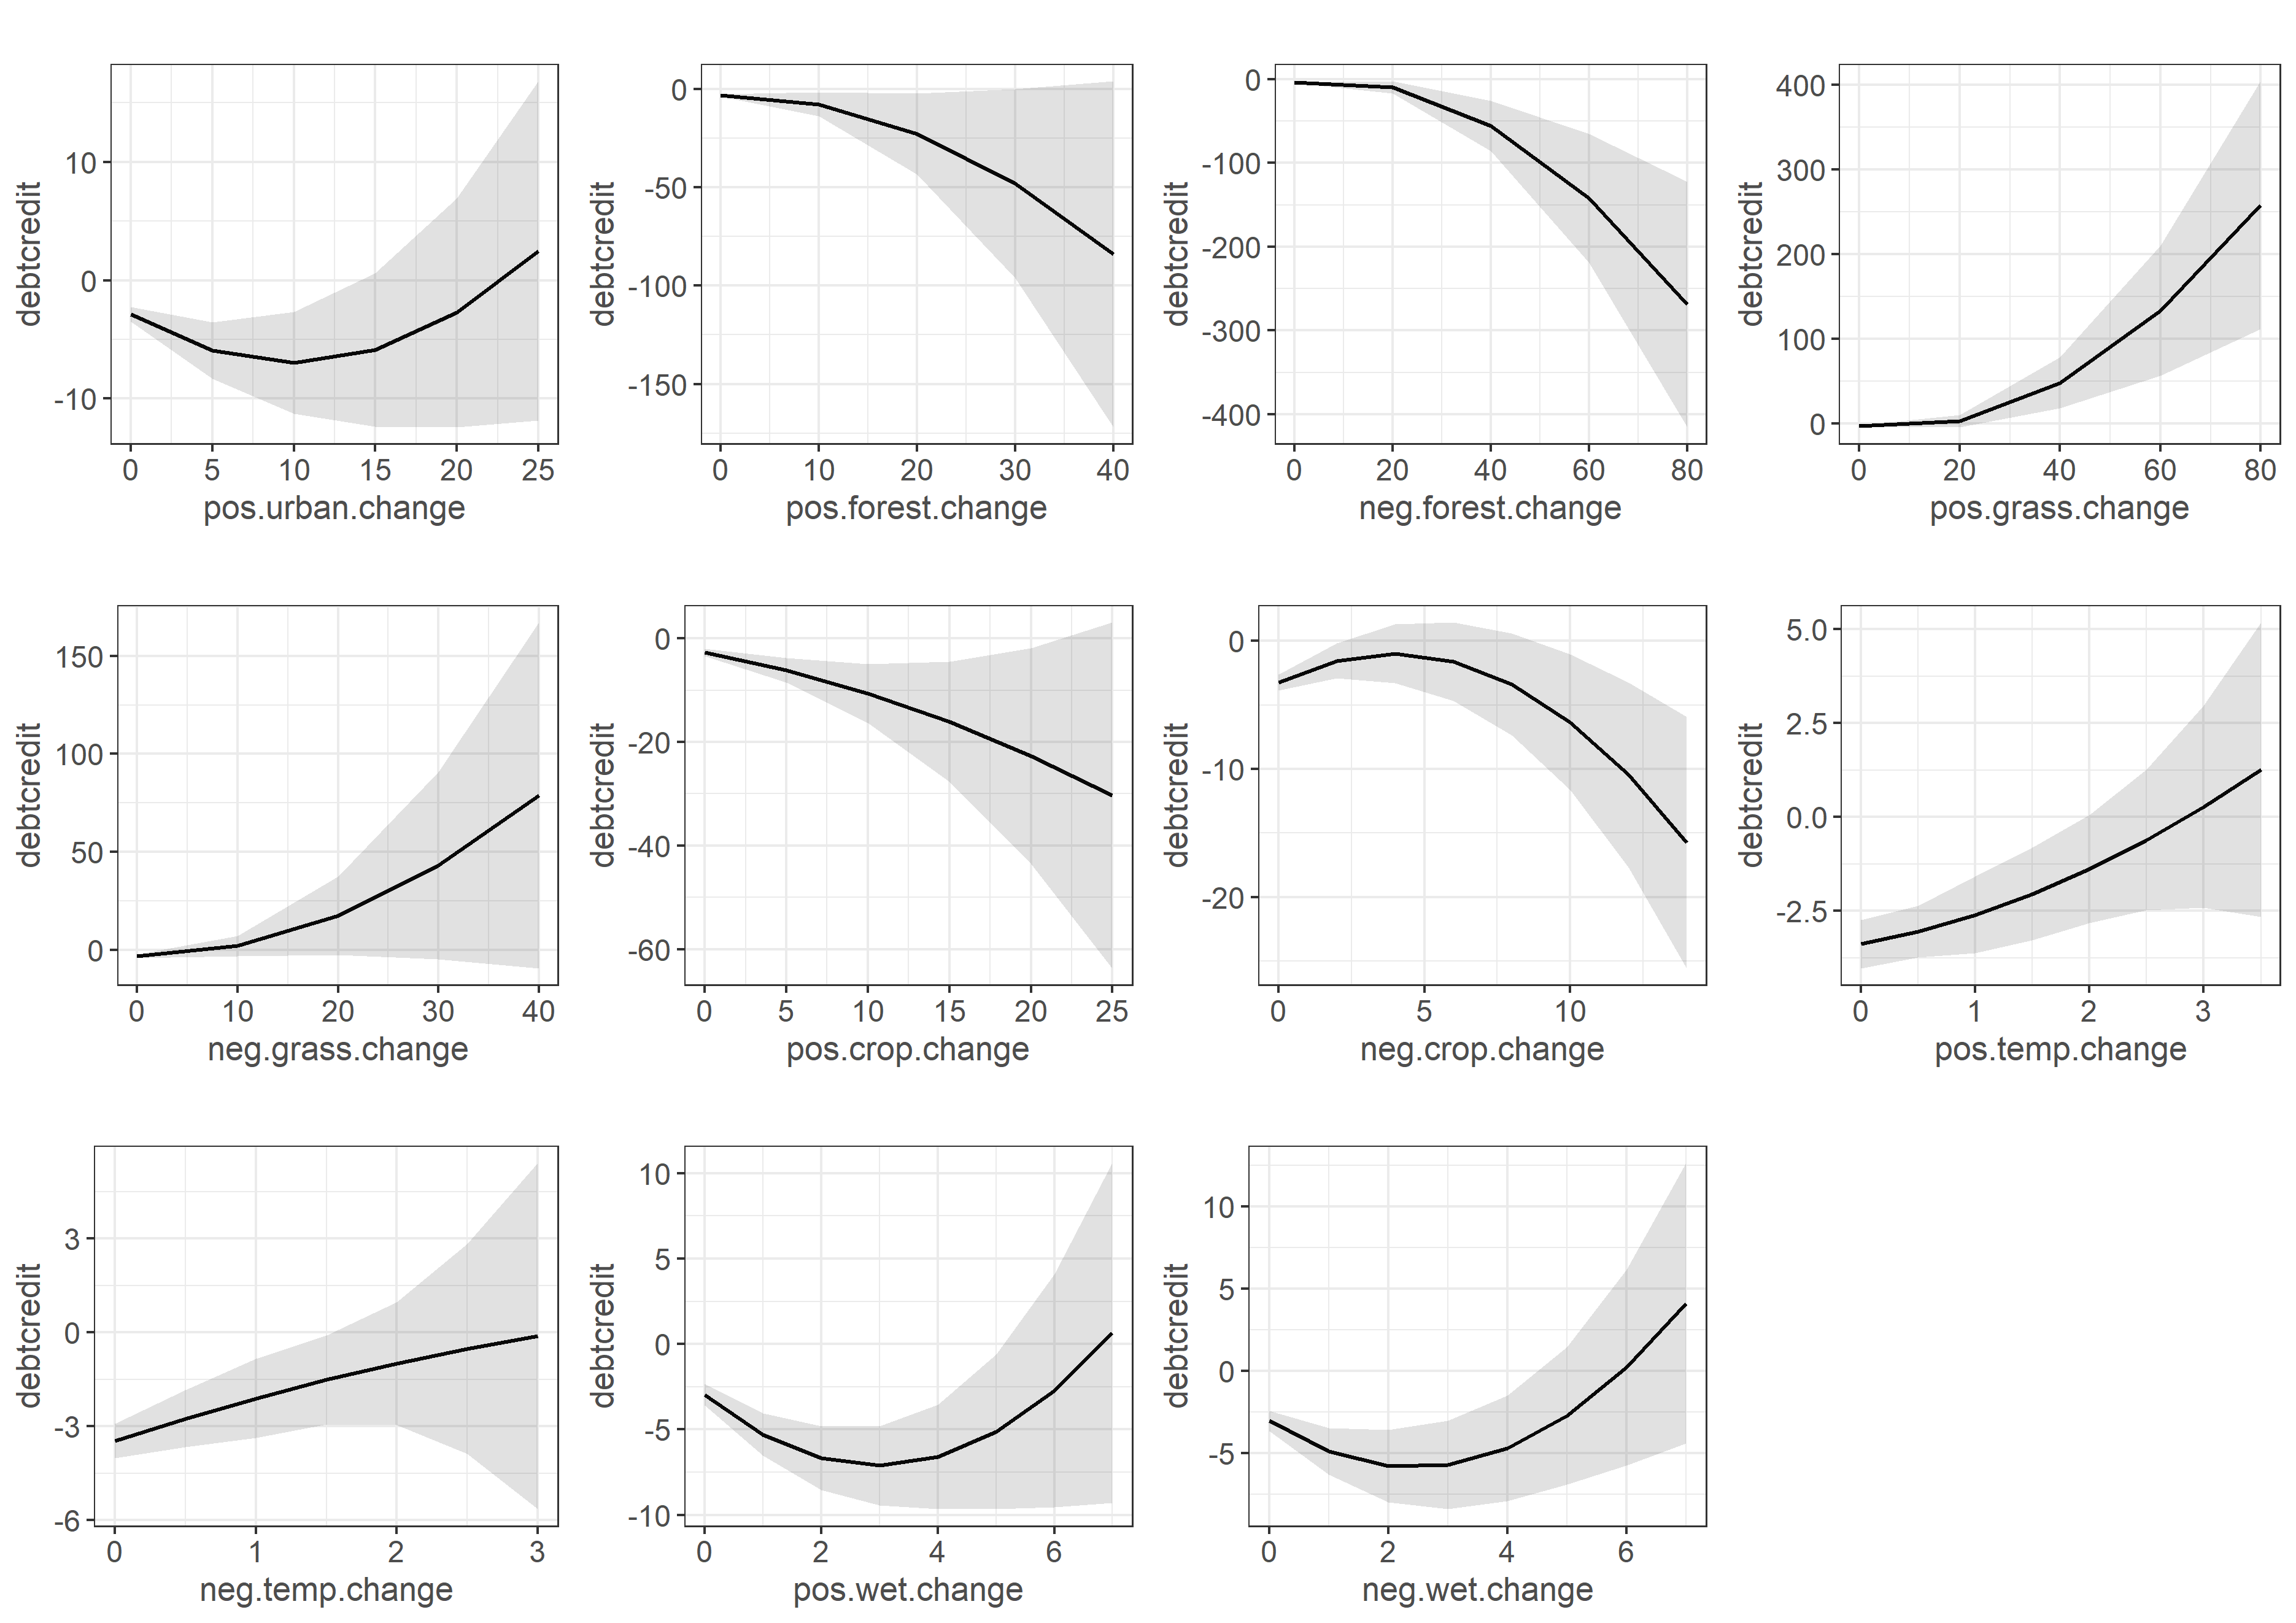 debtcredit
10
0
-10
0 5 10 15 20 25
pos.urban.change
debtcredit
0
-50
-100
-150
0 10 20 30 40
pos.forest.change
debtcredit
0
-100
-200
-300
-400
0 20 40 60 80
neg.forest.change
debtcredit
400
300
200
100
0
0 20 40 60 80
pos.grass.change
debtcredit
150
100
50
0
0 10 20 30 40
neg.grass.change
debtcredit
0
-20
-40
-60
0 5 10 15 20 25
pos.crop.change
debtcredit
0
-10
-20
0 5 10
neg.crop.change
debtcredit
5.0
2.5
0.0
-2.5
0 1 2 3
pos.temp.change
debtcredit
3
0
-3
-6
0 1 2 3
neg.temp.change
debtcredit
10
5
0
-5
-10
0 2 4 6
pos.wet.change
debtcredit
10
5
0
-5
0 2 4 6
neg.wet.change